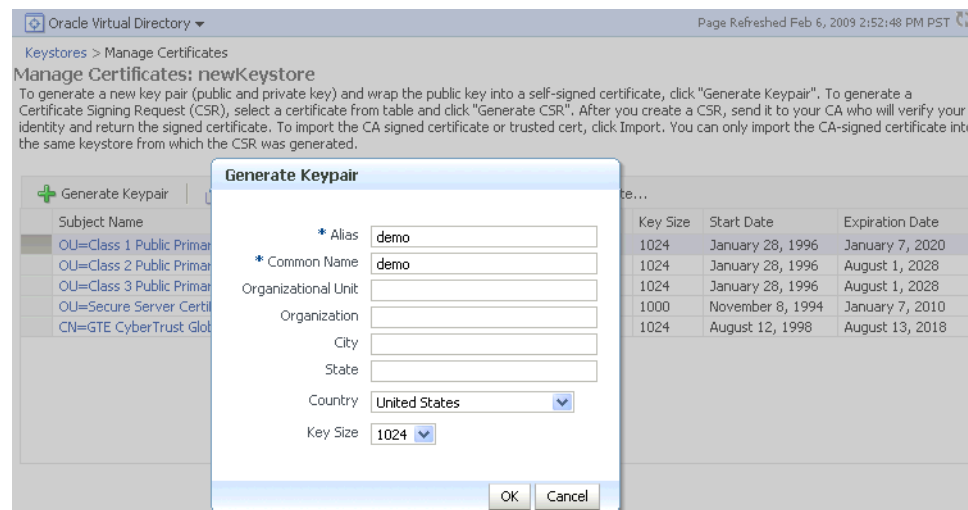 Oracle Virtual Directory
Page Refreshed Feb 6, 2009 2:52:48 PM PST
Keystores > Manage Certificates
Manage Certificates: newKeystore
To generate a new key pair (public and private key) and wrap the public key into a self-signed certificate, click "Generate Keypair". To generate a
Certificate Signing Request (CSR), select a certificate from table and click "Generate CSR". After you create a CSR, send it to your CA who will verify your
identity and return the signed certificate. To import the CA signed certificate or trusted cert, click Import. You can only import the CA-signed certificate int
the same keystore from which the CSR was generated.
Generate Keypair
te...
Subject Name Key Size Start Date Expiration Date
OU=Class 1 Public Primar 1024 January 28, 1996 January 7, 2020
OU=Class 2 Public Primar 1024 January 28, 1996 August 1, 2028
OU=Class 3 Public Primar 1024 January 28, 1996 August 1, 2028
OU=Secure Server Certif 1000 November 8, 1994 January 7, 2010
CN=GTE CyberTrust Glob 1024 August 12, 1998 August 13, 2018
Generate Keypair
* Alias demo
* Common Name demo
Organizational Unit
Organization
City
State
Country United States
Key Size 1024
OK Cancel